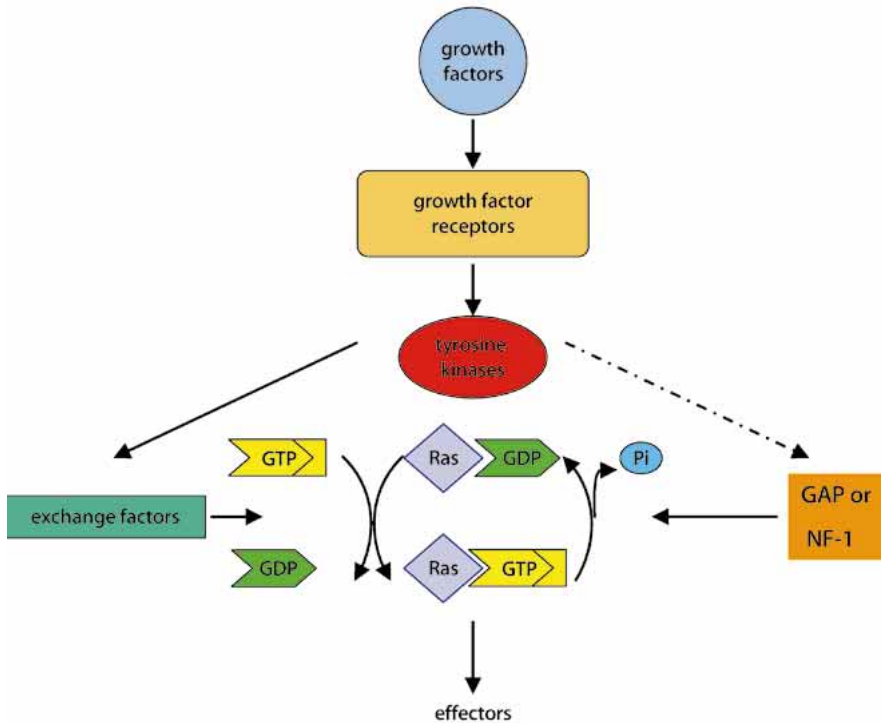 growth
factors
growth factor
receptors
tyrosine
kinases
GTP
Ras
GDP
Pi
exchange factors
GAP or
NF-1
GDP
Ras
GTP
effectors